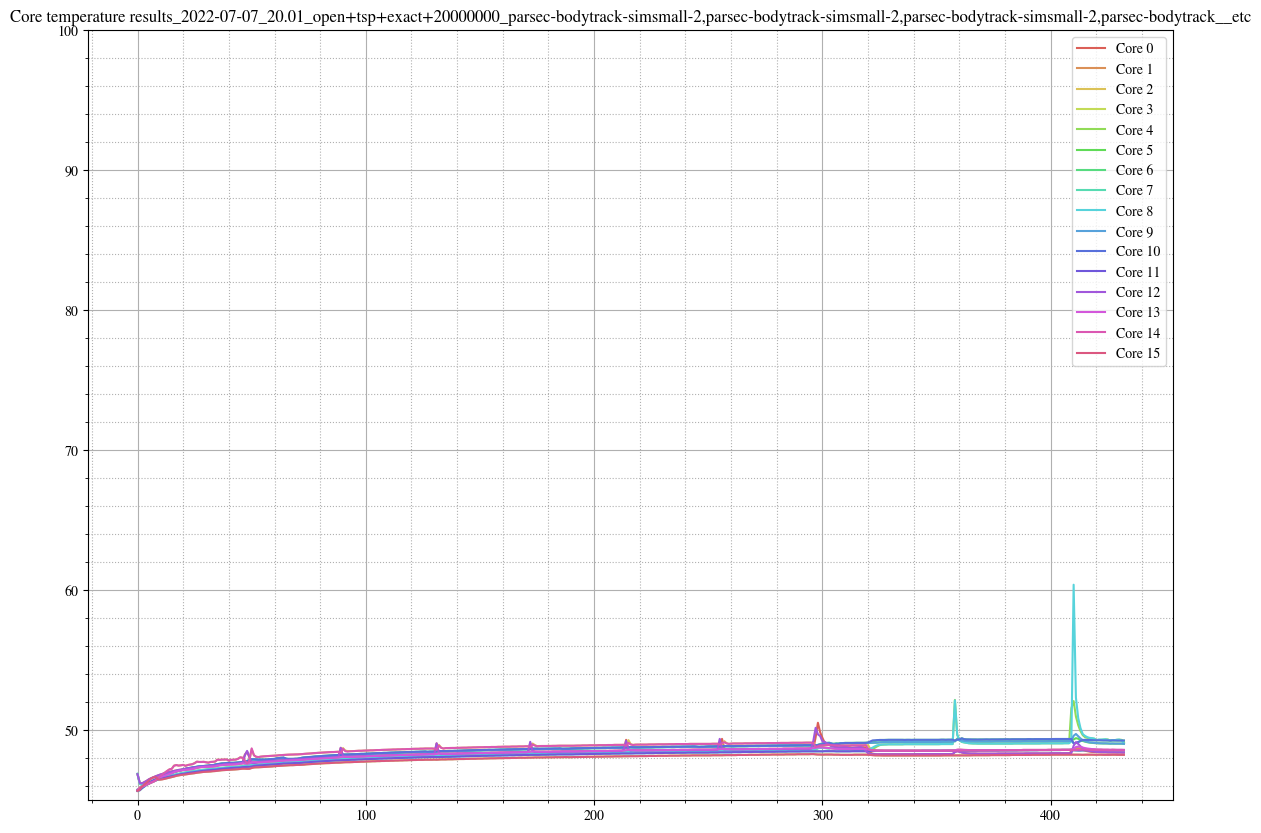 Core temperature results_2022-07-07_20.01_open+tsp+exact+20000000_parsec-bodytrack-simsmall-2,parsec-bodytrack-simsmall-2,parsec-bodytrack-simsmall-2,parsec-bodytrack__etc
100
90
80
70
60
50
0
100
200
300
400
Core 0
Core 1
Core 2
Core 3
Core 4
Core 5
Core 6
Core 7
Core 8
Core 9
Core 10
Core 11
Core 12
Core 13
Core 14
Core 15